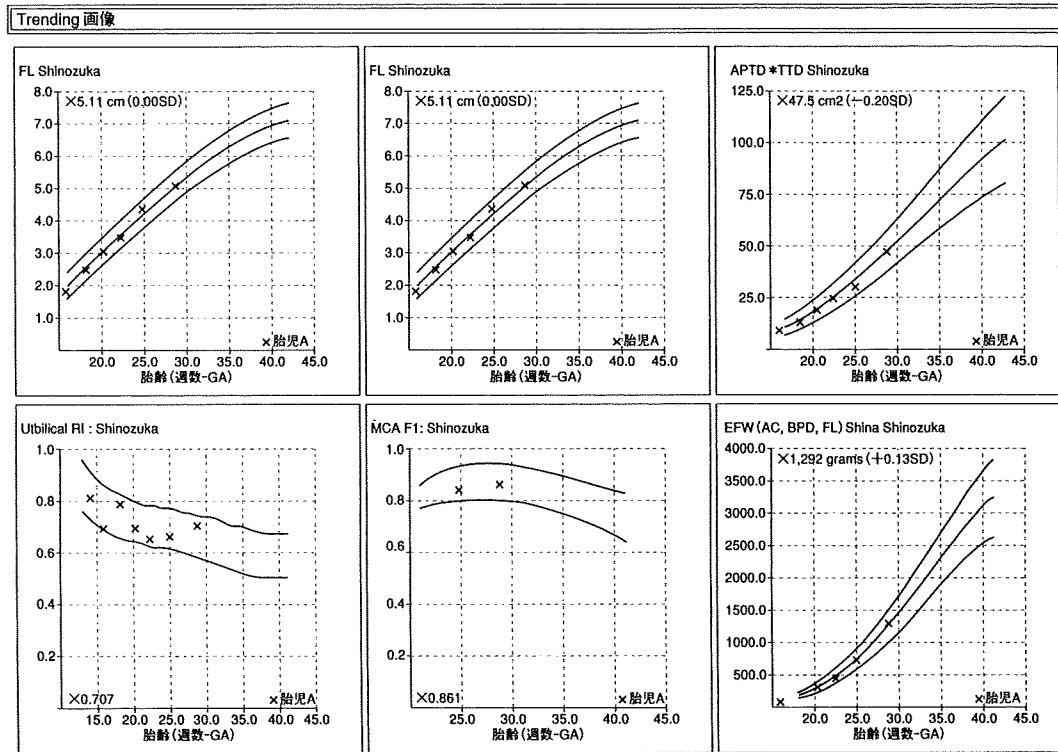 Trending 画像
FL Shinozuka
8.0
×5.11 cm (0.00SD)
7.0
6.0
5.0
4.0
3.0
2.0
1.0
×胎児A
20.0 25.0 30.0 35.0 40.0 45.0
胎齢(週数-GA)
FL Shinozuka
8.0
×5.11 cm (0.00SD)
7.0
6.0
5.0
4.0
3.0
2.0
1.0
×胎児A
20.0 25.0 30.0 35.0 40.0 45.0
胎齢(週数-GA)
APTD*TTD Shinozuka
125.0
×47.5 cm2 (−0.20SD)
100.0
75.0
50.0
25.0
×胎児A
20.0 25.0 30.0 35.0 40.0 45.0
胎齢(週数-GA)
Utbilical RI : Shinozuka
1.0
0.8
0.6
0.4
0.2
×0.707 ×胎児A
15.0 20.0 25.0 30.0 35.0 40.0 45.0
胎齢(週数-GA)
MCA F1: Shinozuka
1.0
0.8
0.6
0.4
0.2
×0.861 ×胎児A
25.0 30.0 35.0 40.0 45.0
胎齢(週数-GA)
EFW (AC, BPD, FL) Shina Shinozuka
4000.0
×1,292 grams (+0.13SD)
3500.0
3000.0
2500.0
2000.0
1500.0
1000.0
500.0
×胎児A
20.0 25.0 30.0 35.0 40.0 45.0
胎齢(週数-GA)